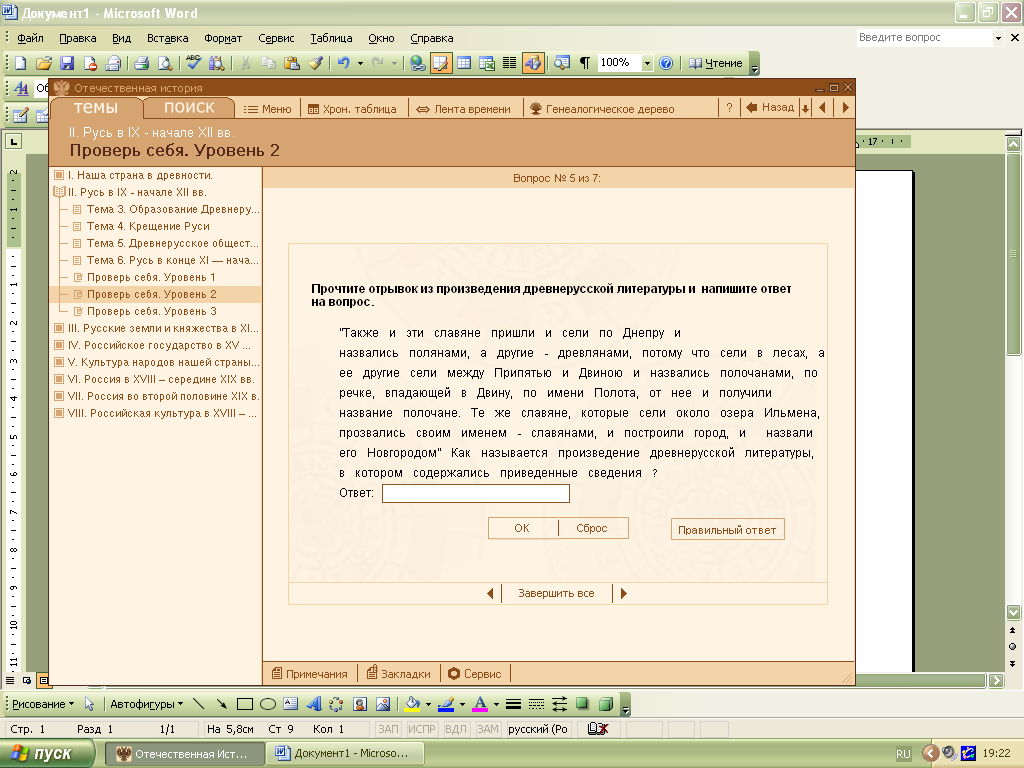 Документ1 - Microsoft Word
Файл Правка Вид Вставка Формат Сервис Таблица Окно Справка
Введите вопрос
100% Чтение
Отечественная история
темы поиск Меню Хрон. таблица Лента времени Генеалогическое дерево ? Назад
II. Русь в IX - начале XII вв.
Проверь себя. Уровень 2
I. Наша страна в древности.
II. Русь в IX - начале XII вв.
Тема 3. Образование Древнеру...
Тема 4. Крещение Руси
Тема 5. Древнерусское общест...
Тема 6. Русь в конце XI — нача...
Проверь себя. Уровень 1
Проверь себя. Уровень 2
Проверь себя. Уровень 3
III. Русские земли и княжества в XI...
IV. Российское государство в XV ...
V. Культура народов нашей страны...
VI. Россия в XVIII – середине XIX вв.
VII. Россия во второй половине XIX в.
VIII. Российская культура в XVIII – ...
Вопрос № 5 из 7:
Прочтите отрывок из произведения древнерусской литературы и напишите ответ
на вопрос.
"Также и эти славяне пришли и сели по Днепру и
назвались полянами, а другие - древлянами, потому что сели в лесах, а
ее другие сели между Припятью и Двиною и назвались полочанами, по
речке, впадающей в Двину, по имени Полота, от нее и получили
название полочане. Те же славяне, которые сели около озера Ильмена,
прозвались своим именем - славянами, и построили город, и назвали
его Новгородом" Как называется произведение древнерусской литературы,
в котором содержались приведенные сведения ?
Ответ:
ОК Сброс Правильный ответ
Завершить все
Примечания Закладки Сервис
Рисование Автофигуры
Стр. 1 Разд 1 1/1 На 5,8см Ст 9 Кол 1 ЗАП ИСПР ВДЛ ЗАМ русский (Ро
пуск Отечественная Ист... Документ1 - Microso... RU 19:22